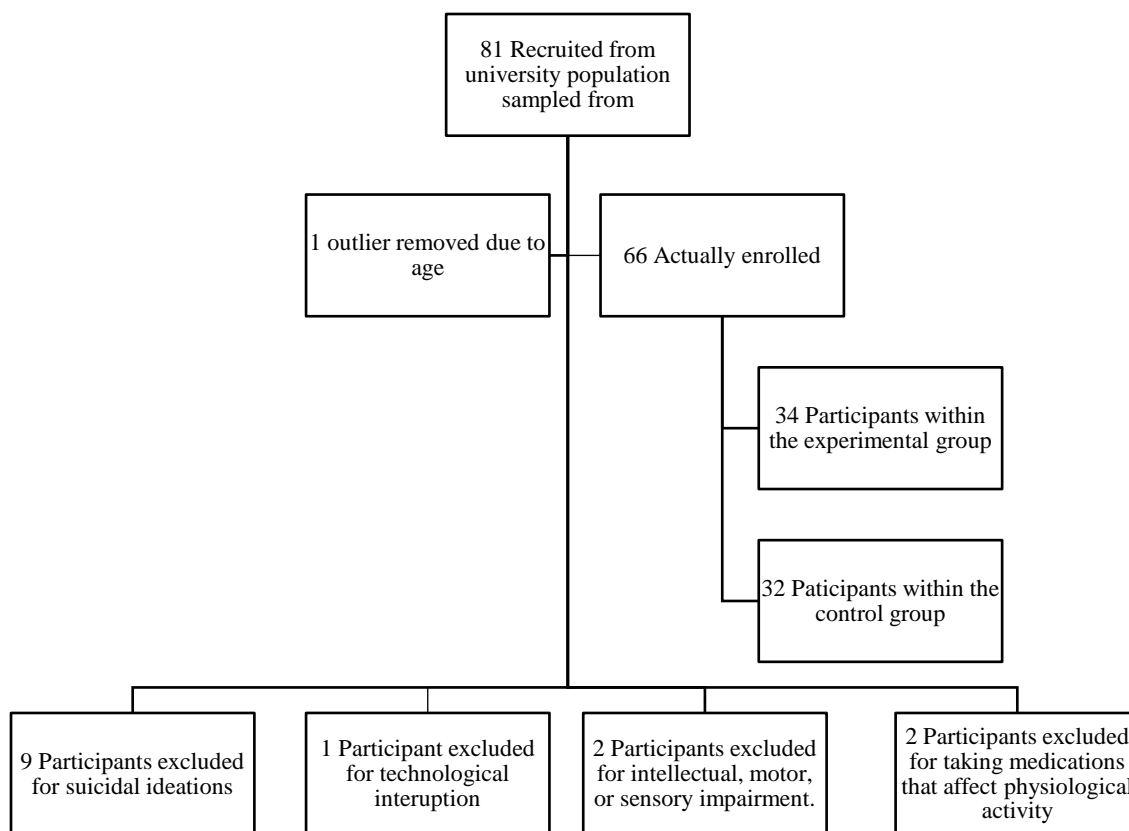 81 Recruited from
university population
sampled from
1 outlier removed due to
age
66 Actually enrolled
34 Participants within
the experimental group
32 Paticipants within the
control group
9 Participants excluded
for suicidal ideations
1 Participant excluded
for technological
interuption
2 Participants excluded
for intellectual, motor,
or sensory impairment.
2 Participants excluded
for taking medications
that affect physiological
activity